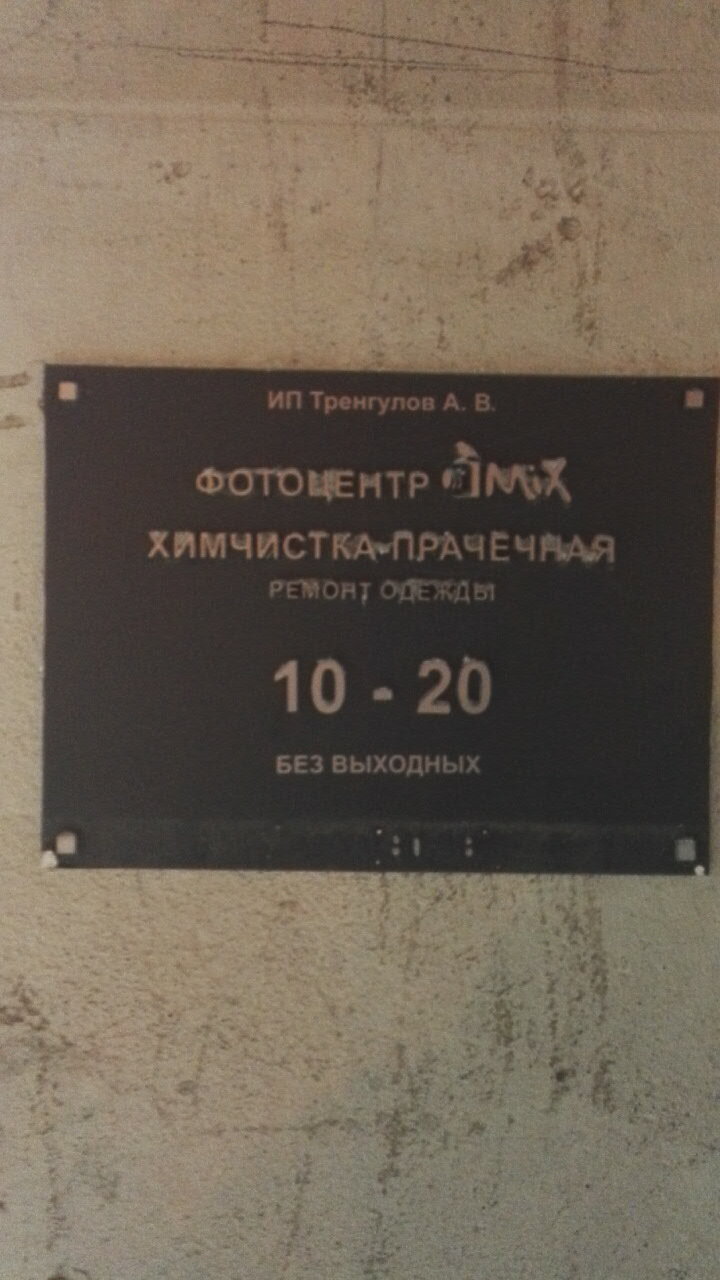 ИП Тренгулов А. В.
ФОТОЦЕНТР
ХИМЧИСТКА-ПРАЧЕЧНАЯ
РЕМОНТ ОДЕЖДЫ
10 - 20
БЕЗ ВЫХОДНЫХ